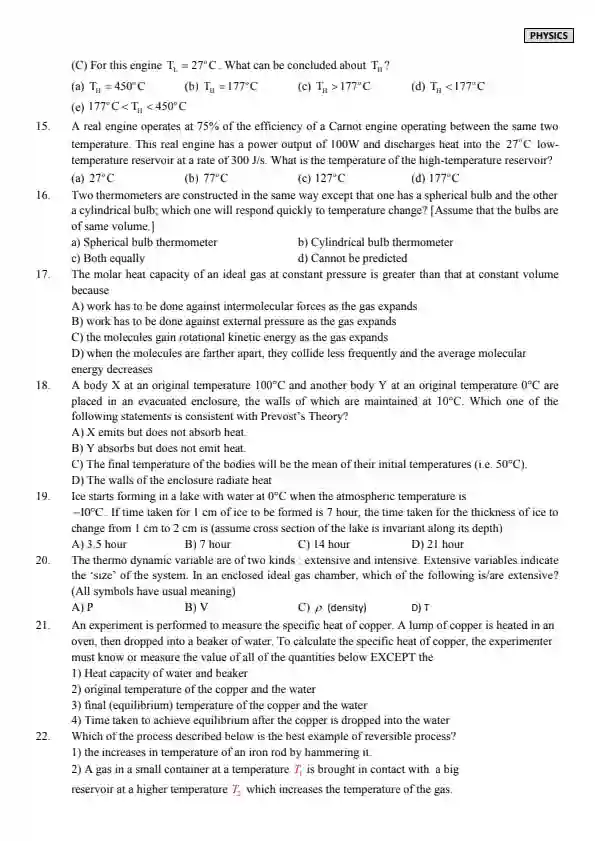 PHYSICS
(C) For this engine T_L = 27°C. What can be concluded about T_H?
(a) T_H = 450°C (b) T_H = 177°C (c) T_H > 177°C (d) T_H < 177°C
(e) 177°C < T_H < 450°C
15. A real engine operates at 75% of the efficiency of a Carnot engine operating between the same two
temperature. This real engine has a power output of 100W and discharges heat into the 27°C low-
temperature reservoir at a rate of 300 J/s. What is the temperature of the high-temperature reservoir?
(a) 27°C (b) 77°C (c) 127°C (d) 177°C
16. Two thermometers are constructed in the same way except that one has a spherical bulb and the other
a cylindrical bulb; which one will respond quickly to temperature change? [Assume that the bulbs are
of same volume.]
a) Spherical bulb thermometer b) Cylindrical bulb thermometer
c) Both equally d) Cannot be predicted
17. The molar heat capacity of an ideal gas at constant pressure is greater than that at constant volume
because
A) work has to be done against intermolecular forces as the gas expands
B) work has to be done against external pressure as the gas expands
C) the molecules gain rotational kinetic energy as the gas expands
D) when the molecules are farther apart, they collide less frequently and the average molecular
energy decreases
18. A body X at an original temperature 100°C and another body Y at an original temperature 0°C are
placed in an evacuated enclosure, the walls of which are maintained at 10°C. Which one of the
following statements is consistent with Prevost's Theory?
A) X emits but does not absorb heat.
B) Y absorbs but does not emit heat.
C) The final temperature of the bodies will be the mean of their initial temperatures (i.e. 50°C).
D) The walls of the enclosure radiate heat
19. Ice starts forming in a lake with water at 0°C when the atmospheric temperature is
−10°C. If time taken for 1 cm of ice to be formed is 7 hour, the time taken for the thickness of ice to
change from 1 cm to 2 cm is (assume cross section of the lake is invariant along its depth)
A) 3.5 hour B) 7 hour C) 14 hour D) 21 hour
20. The thermo dynamic variable are of two kinds : extensive and intensive. Extensive variables indicate
the 'size' of the system. In an enclosed ideal gas chamber, which of the following is/are extensive?
(All symbols have usual meaning)
A) P B) V C) ρ (density) D) T
21. An experiment is performed to measure the specific heat of copper. A lump of copper is heated in an
oven, then dropped into a beaker of water. To calculate the specific heat of copper, the experimenter
must know or measure the value of all of the quantities below EXCEPT the
1) Heat capacity of water and beaker
2) original temperature of the copper and the water
3) final (equilibrium) temperature of the copper and the water
4) Time taken to achieve equilibrium after the copper is dropped into the water
22. Which of the process described below is the best example of reversible process?
1) the increases in temperature of an iron rod by hammering it.
2) A gas in a small container at a temperature T₁ is brought in contact with a big
reservoir at a higher temperature T₂ which increases the temperature of the gas.